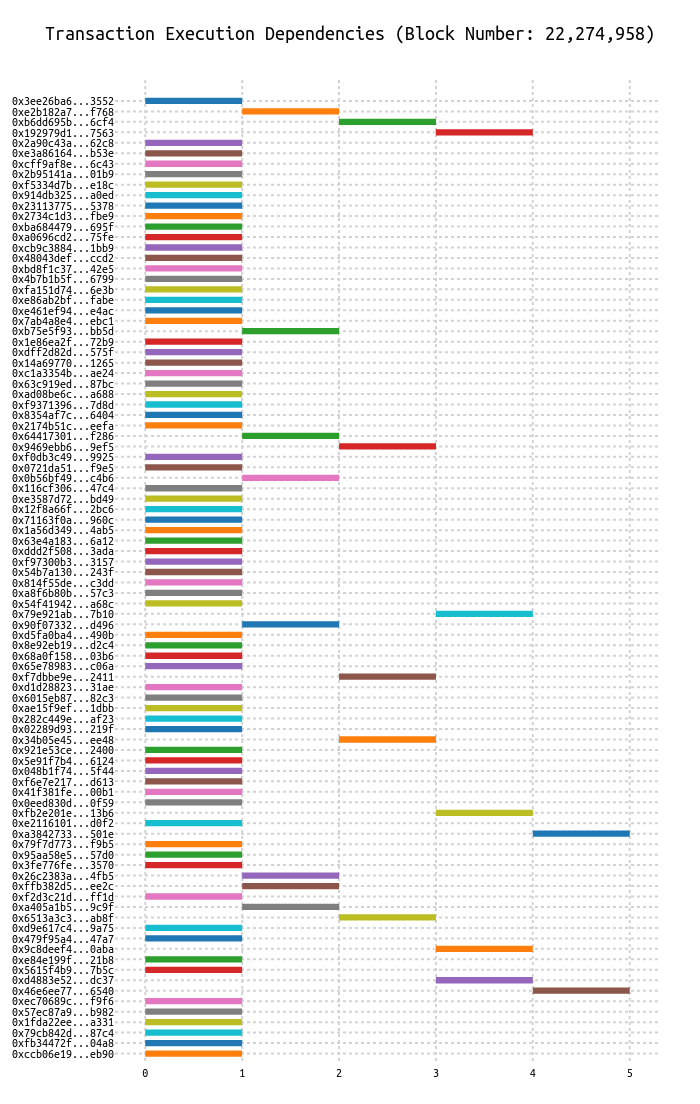 Transaction Execution Dependencies (Block Number: 22,274,958)
0x3ee26ba6...3552
0xe2b182a7...f768
0xb6dd695b...6cf4
0x192979d1...7563
0x2a90c43a...62c8
0xe3a86164...b53e
0xcff9af8e...6c43
0x2b95141a...01b9
0xf5334d7b...e18c
0x914db325...a0ed
0x23113775...5378
0x2734c1d3...fbe9
0xba684479...695f
0xa0696cd2...75fe
0xcb9c3884...1bb9
0x48043def...ccd2
0xbd8f1c37...42e5
0x4b7b1b5f...6799
0xfa151d74...6e3b
0xe86ab2bf...fabe
0xe461ef94...e4ac
0x7ab4a8e4...ebc1
0xb75e5f93...bb5d
0x1e86ea2f...72b9
0xdff2d82d...575f
0x14a69770...1265
0xc1a3354b...ae24
0x63c919ed...87bc
0xad08be6c...a688
0xf9371396...7d8d
0x8354af7c...6404
0x2174b51c...eefa
0x64417301...f286
0x9469ebb6...9ef5
0xf0db3c49...9925
0x0721da51...f9e5
0x0b56bf49...c4b6
0x116cf306...47c4
0xe3587d72...bd49
0x12f8a66f...2bc6
0x71163f0a...960c
0x1a56d349...4ab5
0x63e4a183...6a12
0xddd2f508...3ada
0xf97300b3...3157
0x54b7a130...243f
0x814f55de...c3dd
0xa8f6b80b...57c3
0x54f41942...a68c
0x79e921ab...7b10
0x90f07332...d496
0xd5fa0ba4...490b
0x8e92eb19...d2c4
0x68a0f158...03b6
0x65e78983...c06a
0xf7dbbe9e...2411
0xd1d28823...31ae
0x6015eb87...82c3
0xae15f9ef...1dbb
0x282c449e...af23
0x02289d93...219f
0x34b05e45...ee48
0x921e53ce...2400
0x5e91f7b4...6124
0x048b1f74...5f44
0xf6e7e217...d613
0x41f381fe...00b1
0x0eed830d...0f59
0xfb2e201e...13b6
0xe2116101...d0f2
0xa3842733...501e
0x79f7d773...f9b5
0x95aa58e5...57d0
0x3fe776fe...3570
0x26c2383a...4fb5
0xffb382d5...ee2c
0xf2d3c21d...ff1d
0xa405a1b5...9c9f
0x6513a3c3...ab8f
0xd9e617c4...9a75
0x479f95a4...47a7
0x9c8deef4...0aba
0xe84e199f...21b8
0x5615f4b9...7b5c
0xd4883e52...dc37
0x46e6ee77...6540
0xec70689c...f9f6
0x57ec87a9...b982
0x1fda22ee...a331
0x79cb842d...87c4
0xfb34472f...04a8
0xccb06e19...eb90
0 1 2 3 4 5